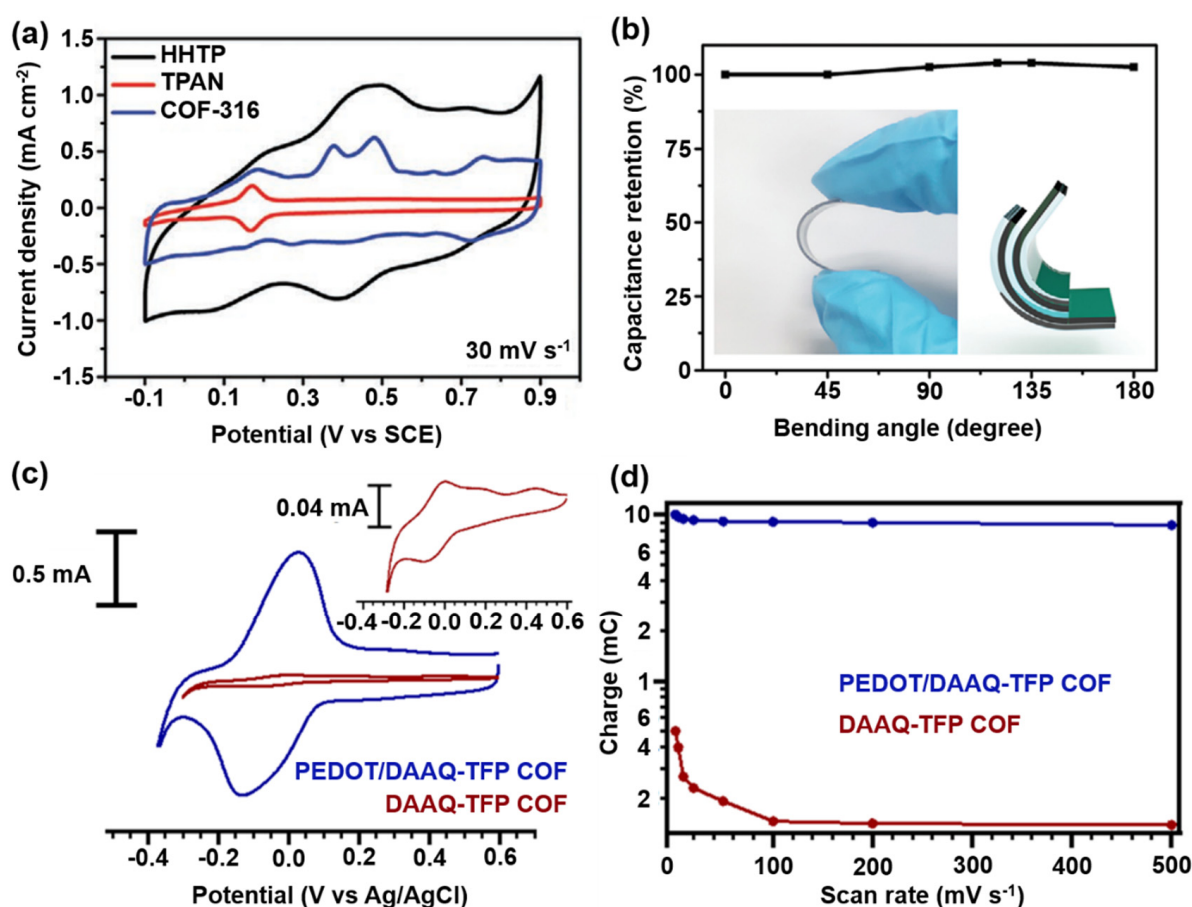 (a)
1.5
1.0
0.5
0.0
-0.5
-1.0
-1.5
Current density (mA cm⁻²)
HHTP
TPAN
COF-316
30 mV s⁻¹
-0.1 0.1 0.3 0.5 0.7 0.9
Potential (V vs SCE)
(b)
100
75
50
25
0
Capacitance retention (%)
0 45 90 135 180
Bending angle (degree)
(c)
0.5 mA
0.04 mA
-0.4 -0.2 0.0 0.2 0.4 0.6
PEDOT/DAAQ-TFP COF
DAAQ-TFP COF
-0.4 -0.2 0.0 0.2 0.4 0.6
Potential (V vs Ag/AgCl)
(d)
10
6
4
2
1
6
4
2
Charge (mC)
PEDOT/DAAQ-TFP COF
DAAQ-TFP COF
0 100 200 300 400 500
Scan rate (mV s⁻¹)